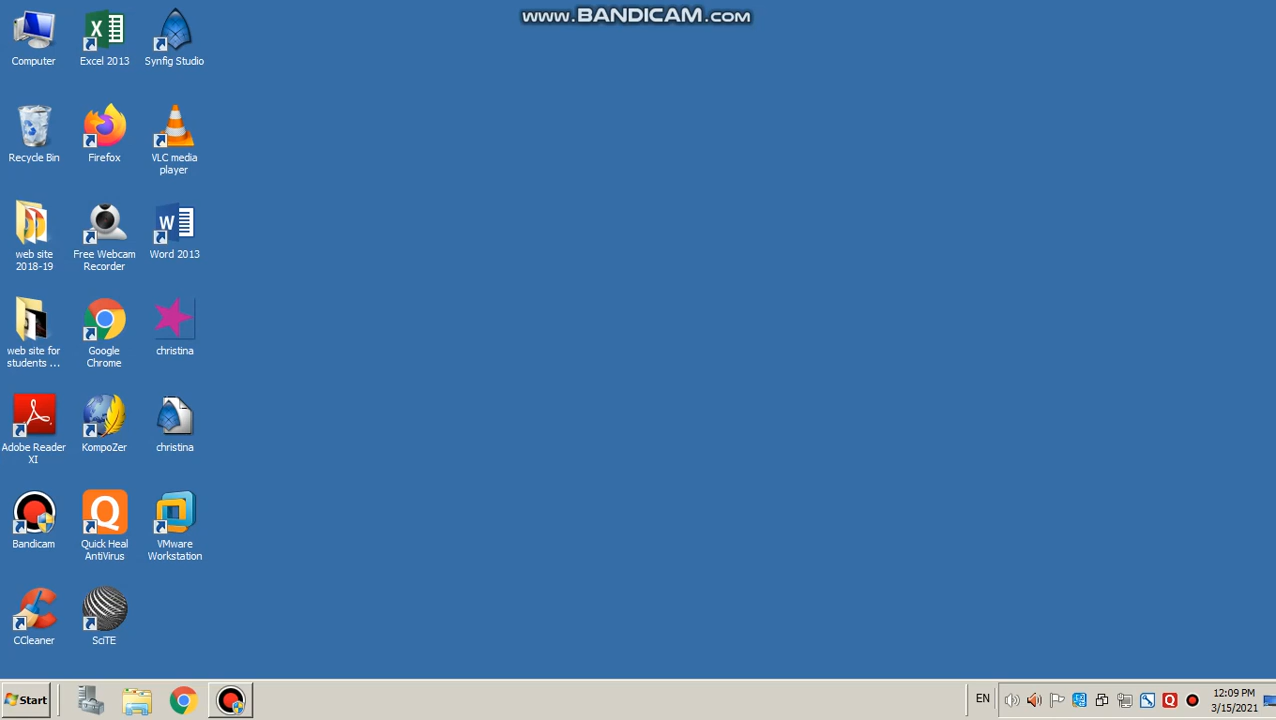 www.BANDICAM.com
Computer
Excel 2013
Synfig Studio
Recycle Bin
Firefox
VLC media
player
web site
2018-19
Free Webcam
Recorder
Word 2013
web site for
students ...
Google
Chrome
christina
Adobe Reader
XI
KompoZer
christina
Bandicam
Quick Heal
AntiVirus
VMware
Workstation
CCleaner
SciTE
Start
EN
12:09 PM
3/15/2021